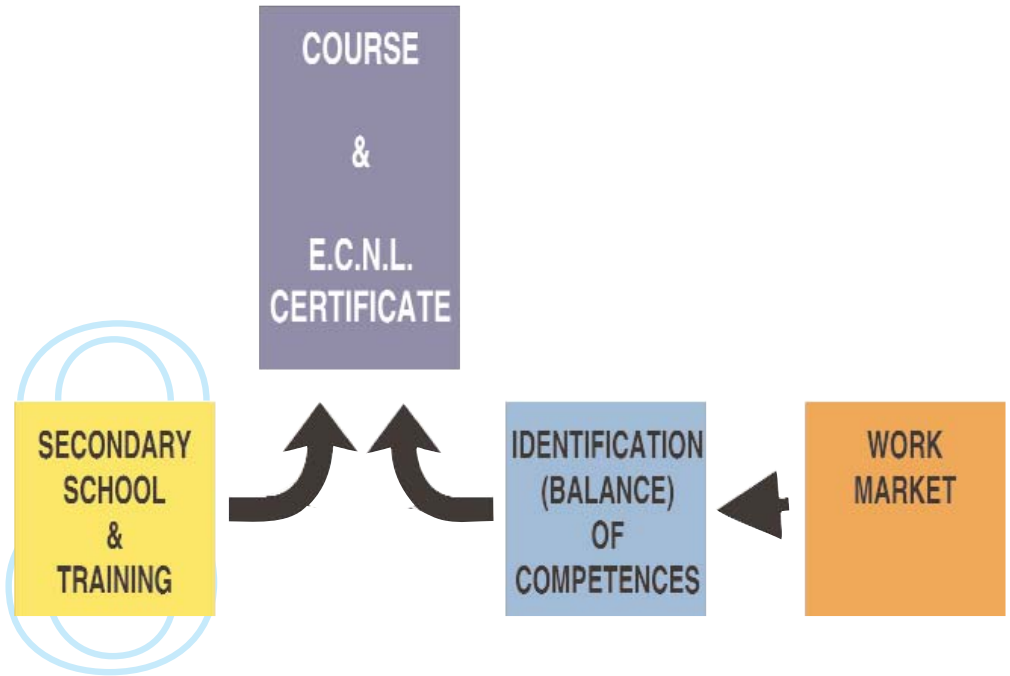 COURSE
&
E.C.N.L.
CERTIFICATE
SECONDARY
SCHOOL
&
TRAINING
IDENTIFICATION
(BALANCE)
OF
COMPETENCES
WORK
MARKET